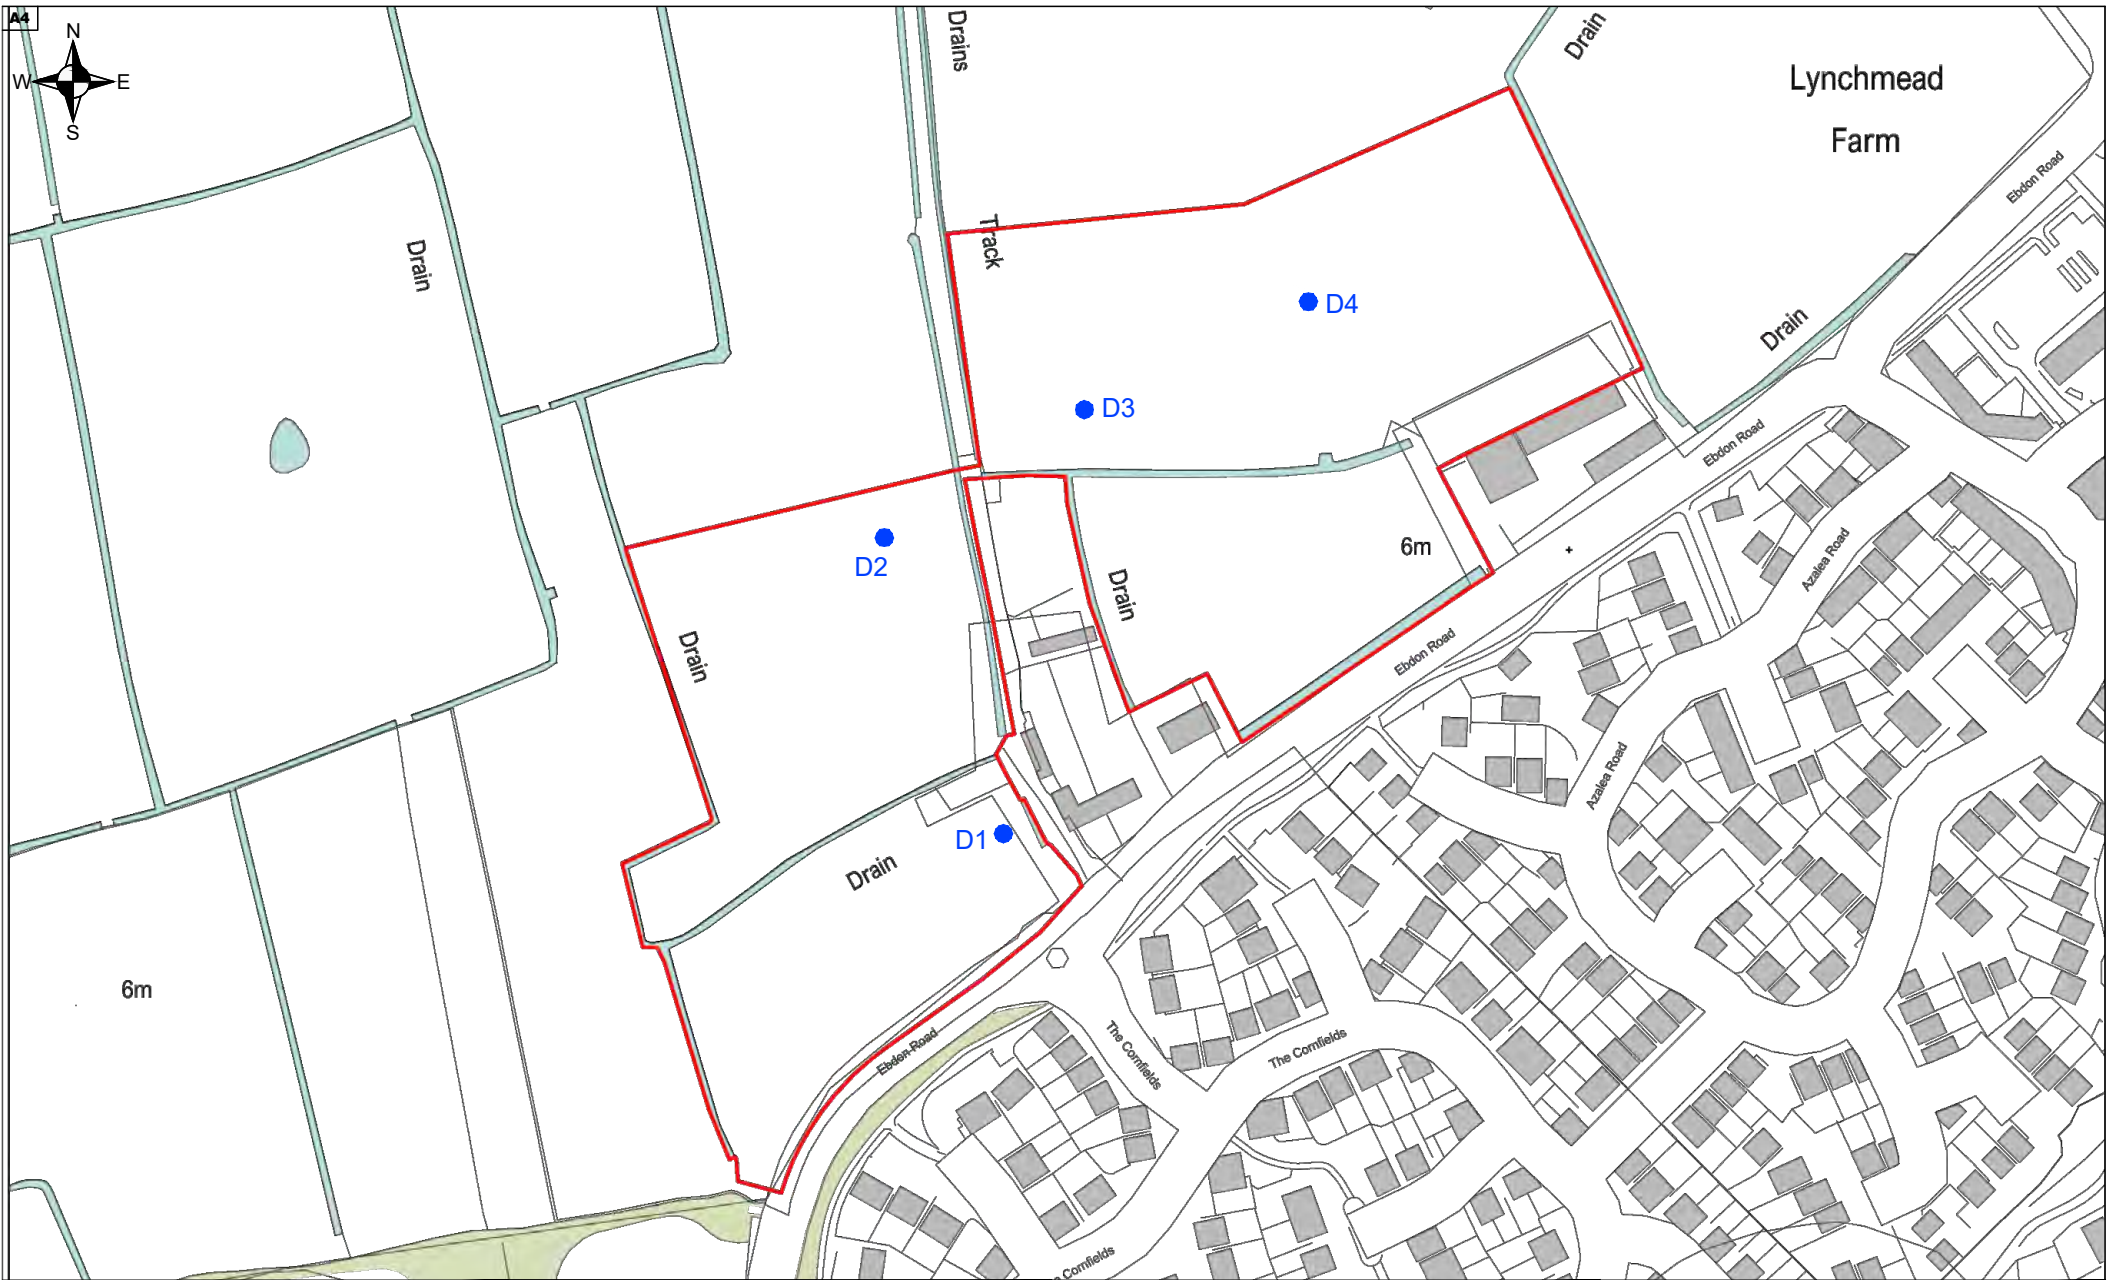 A4
N
W E
S
Drains
Drain
Lynchmead
Farm
Ebdon Road
Track
Drain
D4
Drain
D3
Ebdon Road
D2
6m
Drain
Azalea Road
Drain
Ebdon Road
Azalea Road
D1
Drain
6m
Ebdon Road
The Cornfields
The Cornfields
Cornfields